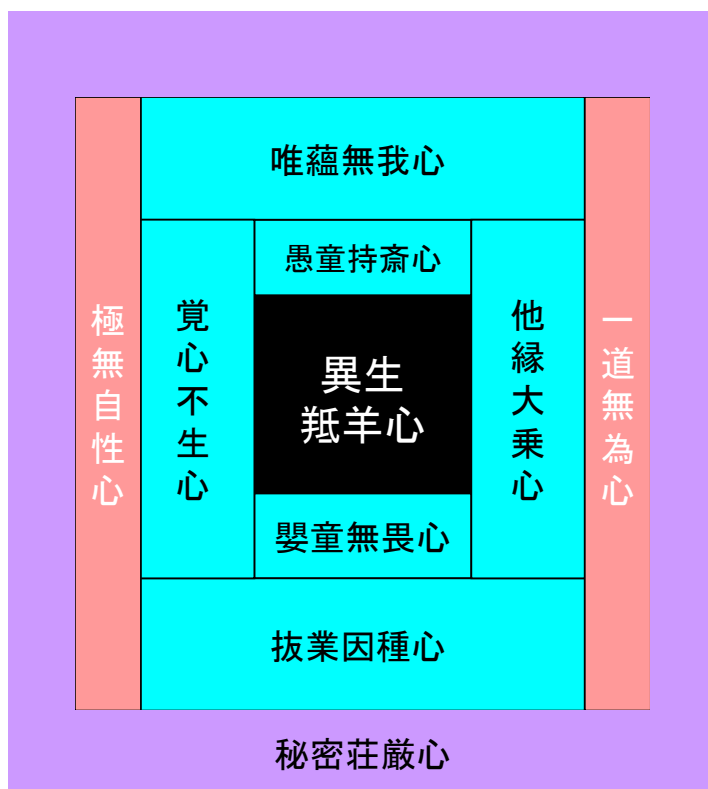 唯蘊無我心
愚童持斎心
極無自性心
覚心不生心
異生
羝羊心
他縁大乗心
一道無為心
嬰童無畏心
抜業因種心
秘密荘厳心